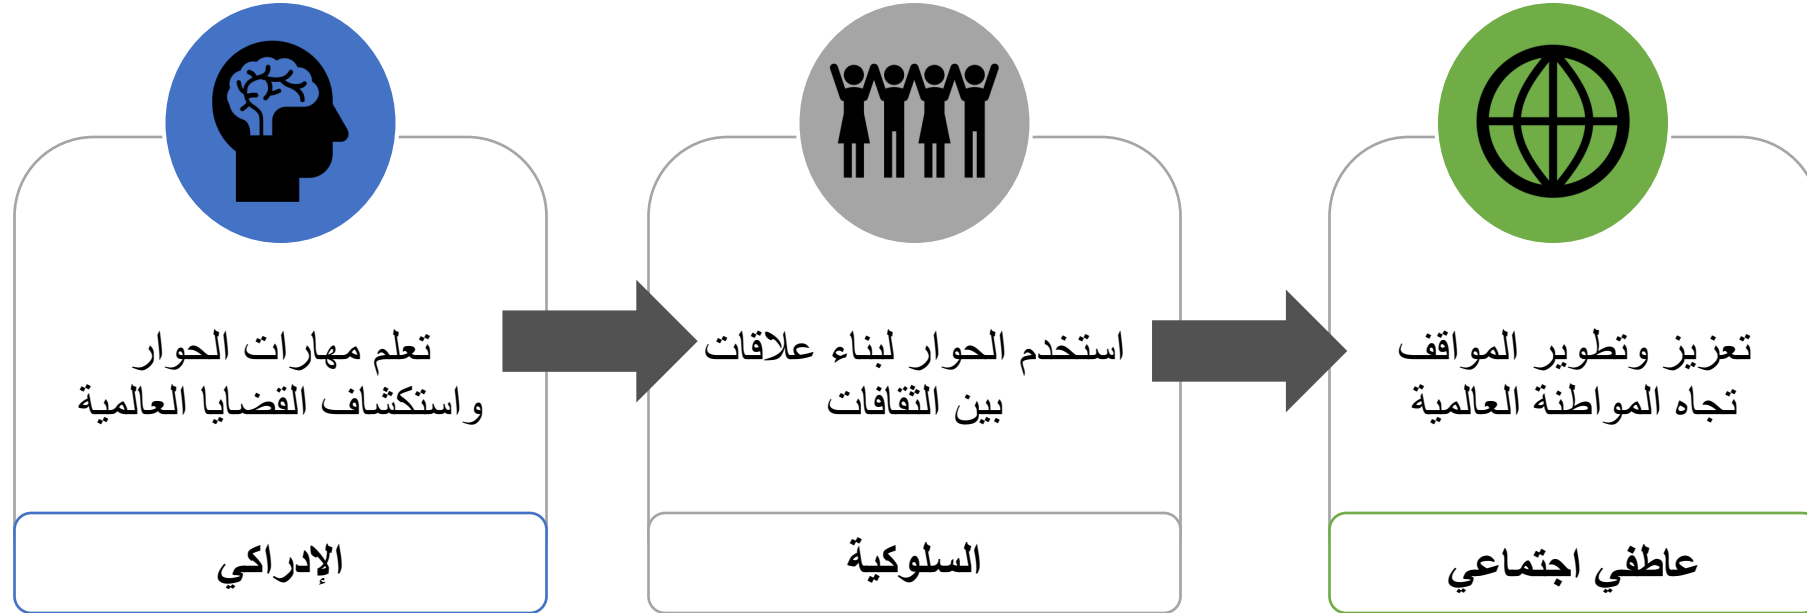 تعلم مهارات الحوار
واستكشاف القضايا العالمية
الإدراكي
استخدم الحوار لبناء علاقات
بين الثقافات
السلوكية
تعزيز وتطوير المواقف
تجاه المواطنة العالمية
عاطفي اجتماعي